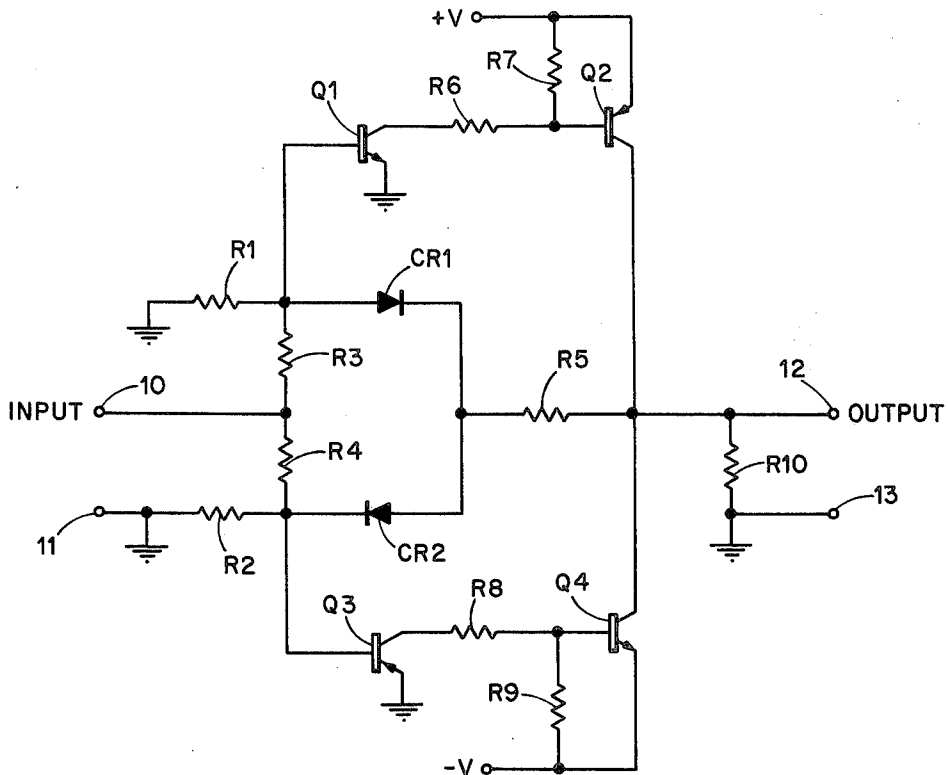 +V
R7
Q2
R6
Q1
R1
CR1
R3
R5
12
10
INPUT
OUTPUT
R4
R10
13
11
R2
CR2
Q3
R8
Q4
R9
-V